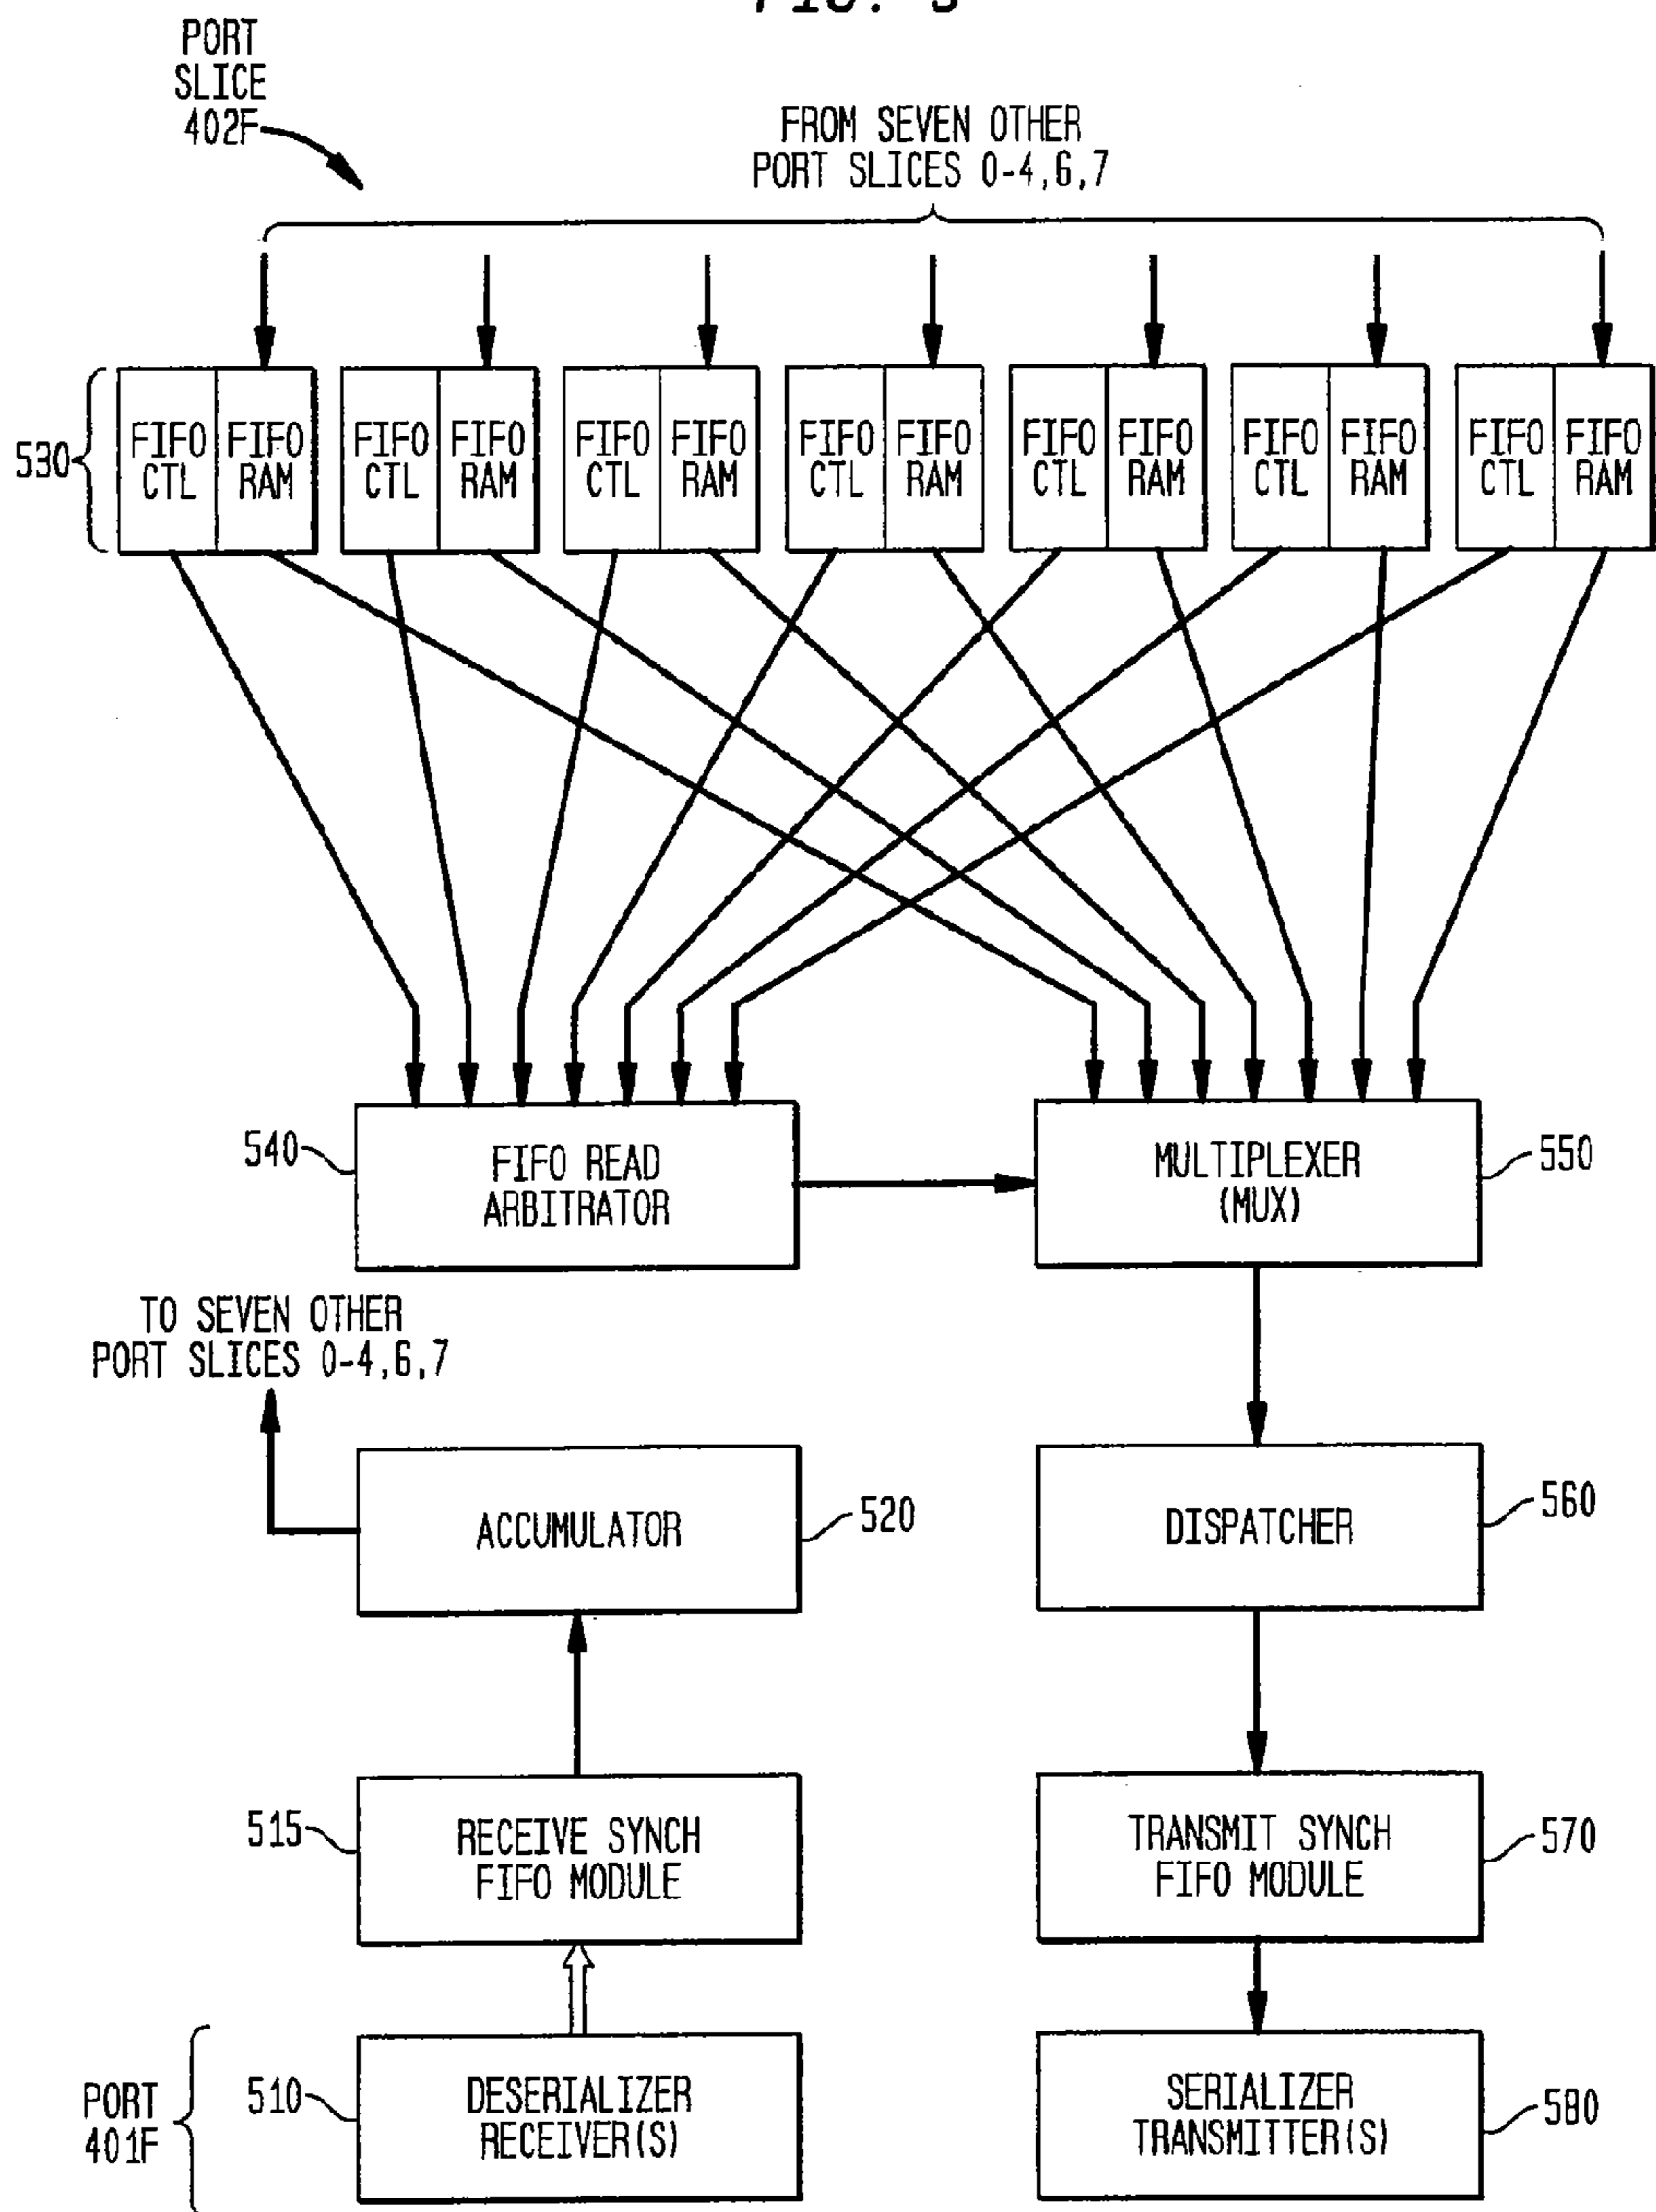 PORT
SLICE
402F
FROM SEVEN OTHER
PORT SLICES 0-4,6,7
530
FIFO CTL FIFO RAM FIFO CTL FIFO RAM FIFO CTL FIFO RAM FIFO CTL FIFO RAM FIFO CTL FIFO RAM FIFO CTL FIFO RAM FIFO CTL FIFO RAM
540
FIFO READ
ARBITRATOR
MULTIPLEXER
(MUX)
550
TO SEVEN OTHER
PORT SLICES 0-4,6,7
ACCUMULATOR
520
DISPATCHER
560
515
RECEIVE SYNCH
FIFO MODULE
TRANSMIT SYNCH
FIFO MODULE
570
PORT
401F
510
DESERIALIZER
RECEIVER(S)
SERIALIZER
TRANSMITTER(S)
580